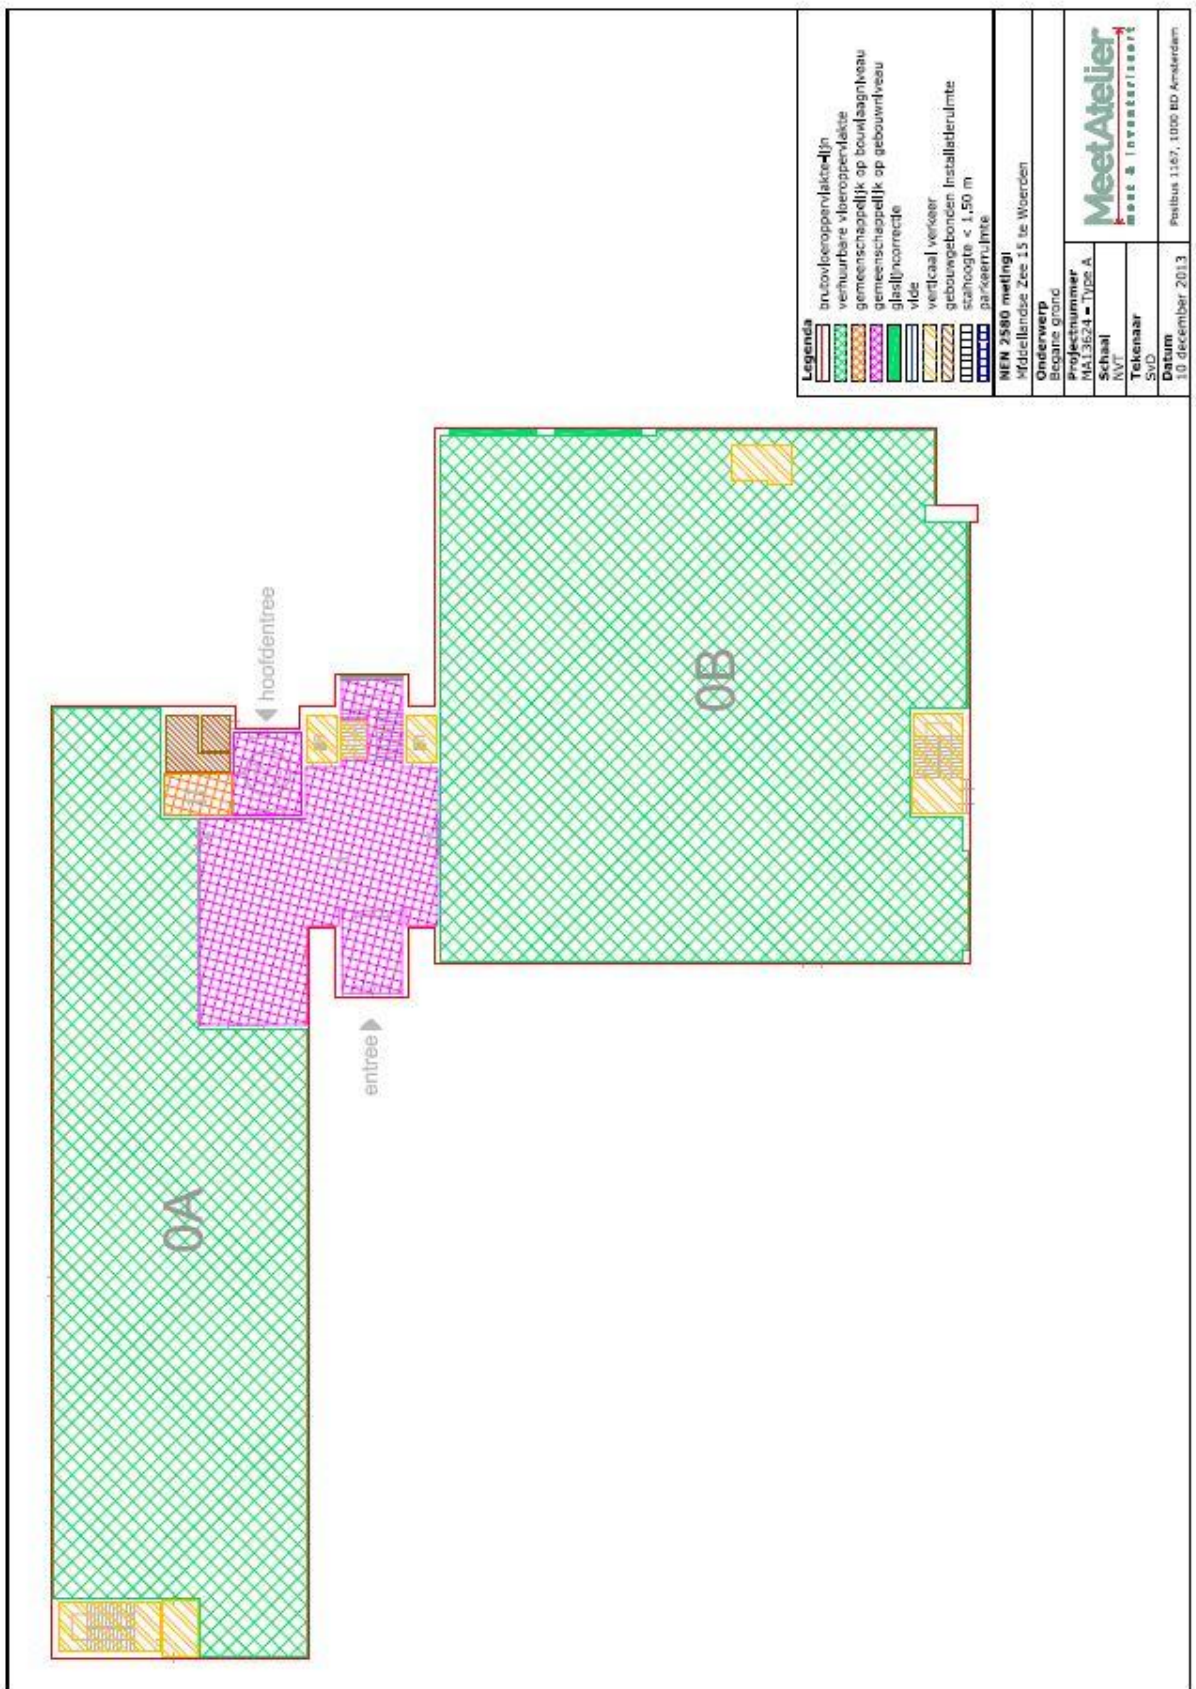 Legenda
brutovloeroppervlakte-lijn
verhuurbare vloeroppervlakte
gemeenschappelijk op bouwlaagniveau
gemeenschappelijk op gebouwniveau
glaslijncorrectie
vide
verticaal verkeer
gebouwgebonden installatieruimte
stahoogte < 1,50 m
parkeerruimte
NEN 2580 meting:
Middellandse Zee 15 te Woerden
Onderwerp
Begane grond
Projectnummer
MA13624 - Type A
Schaal
NVT
Tekenaar
SvD
Datum
10 december 2013
MeetAtelier
meet & inventariseert
Postbus 1167, 1000 BD Amsterdam
hoofdentree
entree
0A
0B